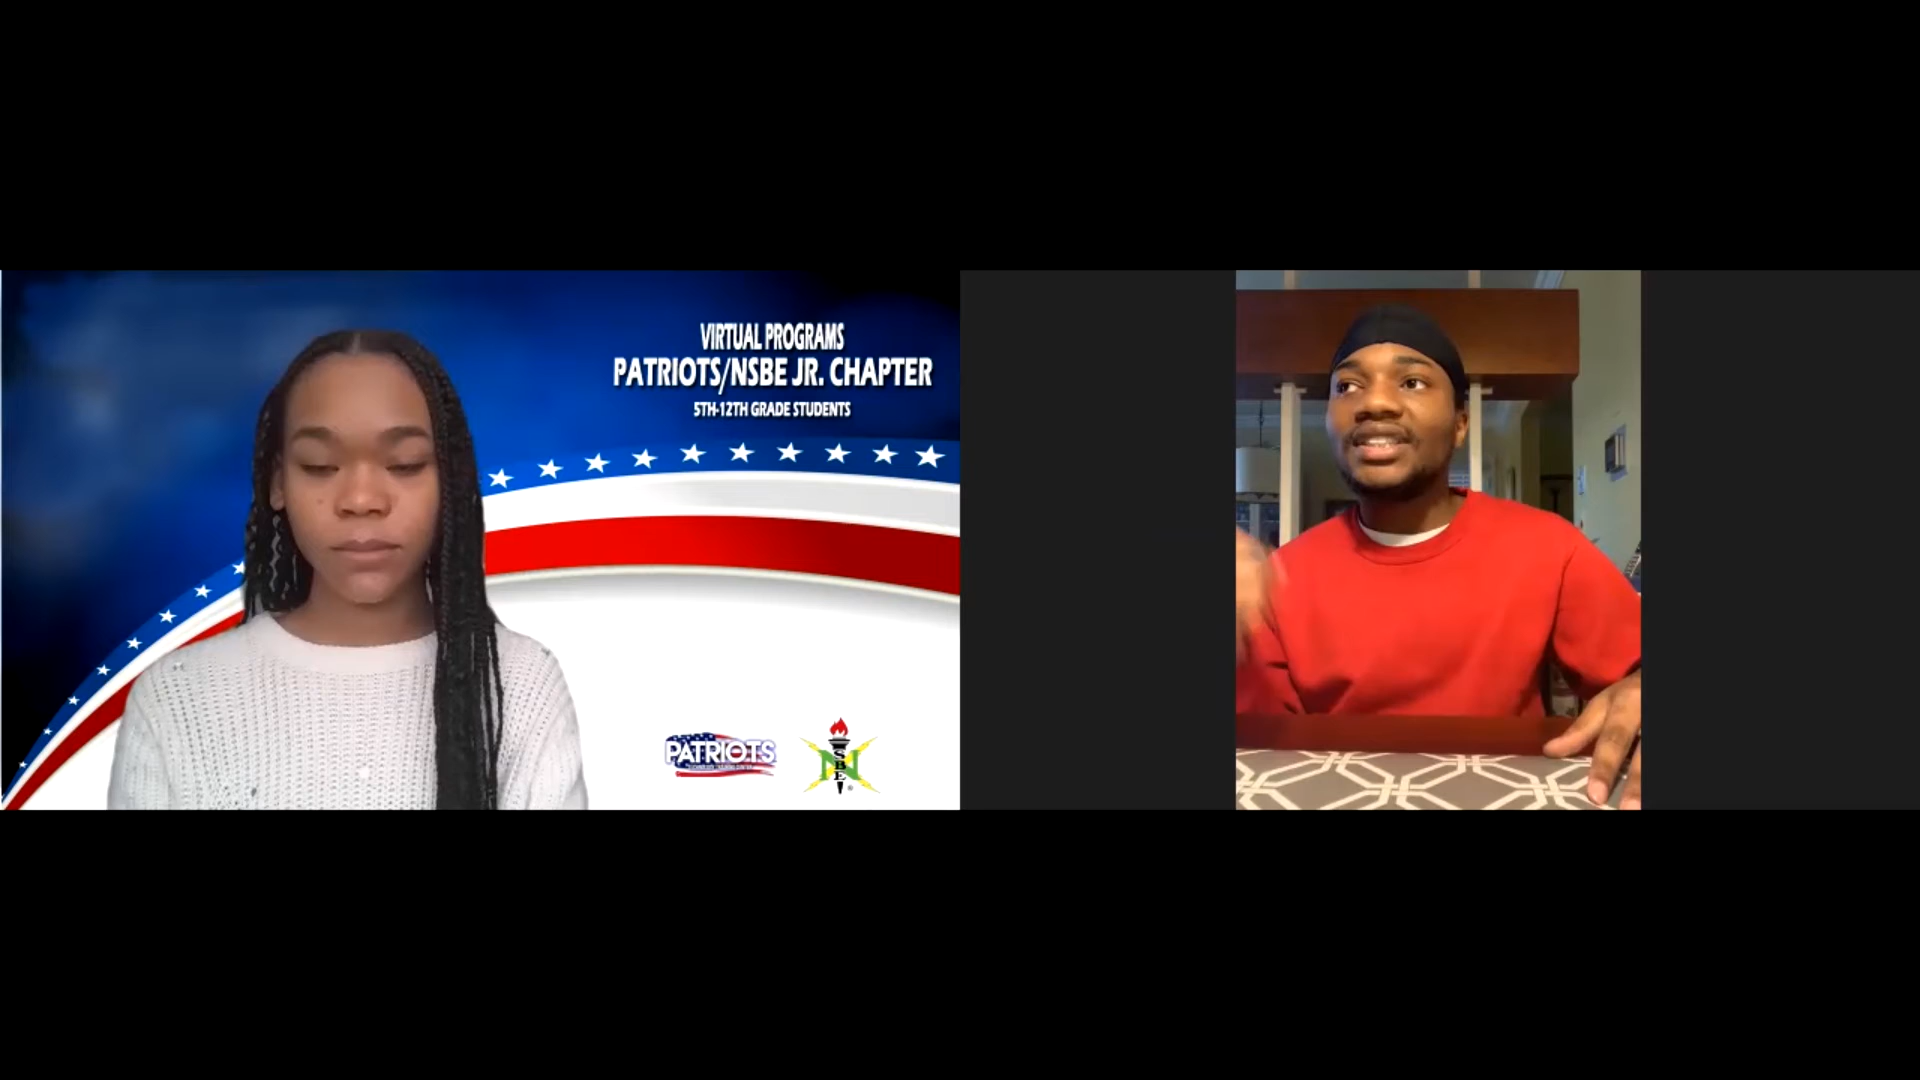 VIRTUAL PROGRAMS
PATRIOTS/NSBE JR. CHAPTER
5TH-12TH GRADE STUDENTS
PATRIOTS
NSBE